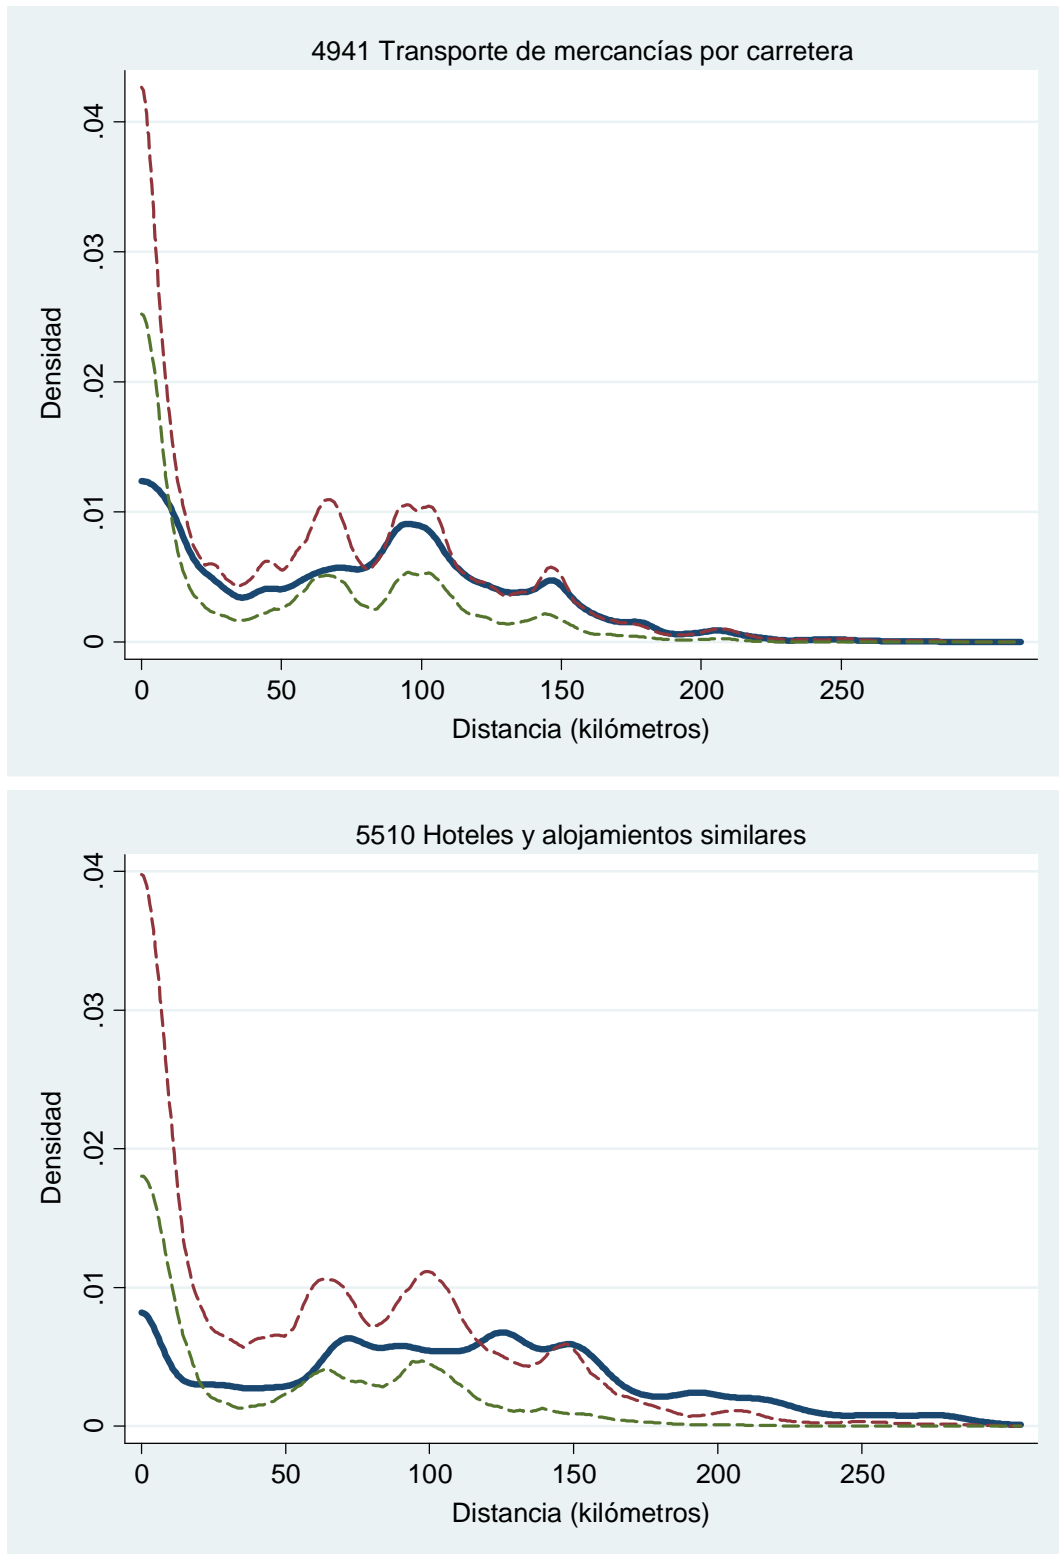 4941 Transporte de mercancías por carretera
.04
.03
.02
.01
0
Densidad
0 50 100 150 200 250
Distancia (kilómetros)
5510 Hoteles y alojamientos similares
.04
.03
.02
.01
0
Densidad
0 50 100 150 200 250
Distancia (kilómetros)